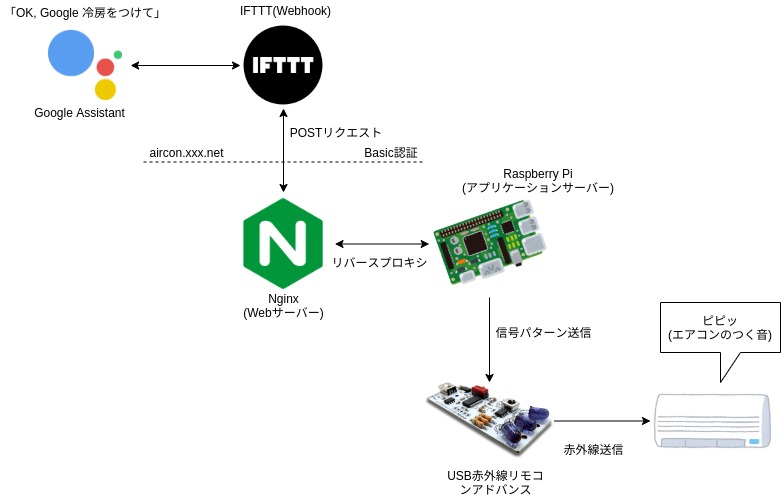 「OK, Google 冷房をつけて」
IFTTT(Webhook)
IFTTT
Google Assistant
POSTリクエスト
aircon.xxx.net
Basic認証
Raspberry Pi
(アプリケーションサーバー)
N
リバースプロキシ
Nginx
(Webサーバー)
信号パターン送信
ピピッ
(エアコンのつく音)
赤外線送信
USB赤外線リモコ
ンアドバンス